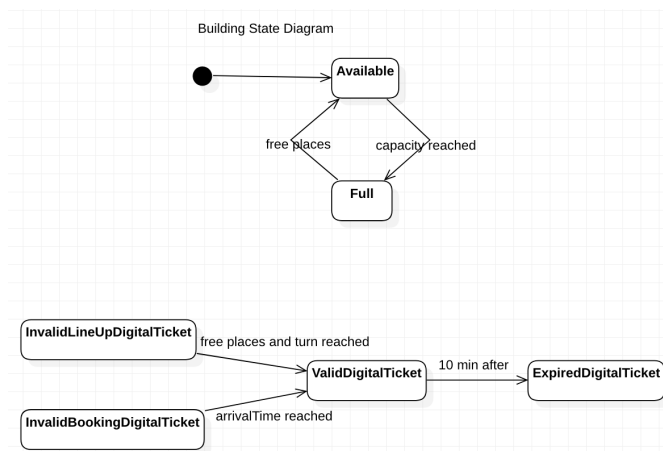 Building State Diagram
Available
free places
capacity reached
Full
InvalidLineUpDigitalTicket
free places and turn reached
ValidDigitalTicket
10 min after
ExpiredDigitalTicket
InvalidBookingDigitalTicket
arrivalTime reached